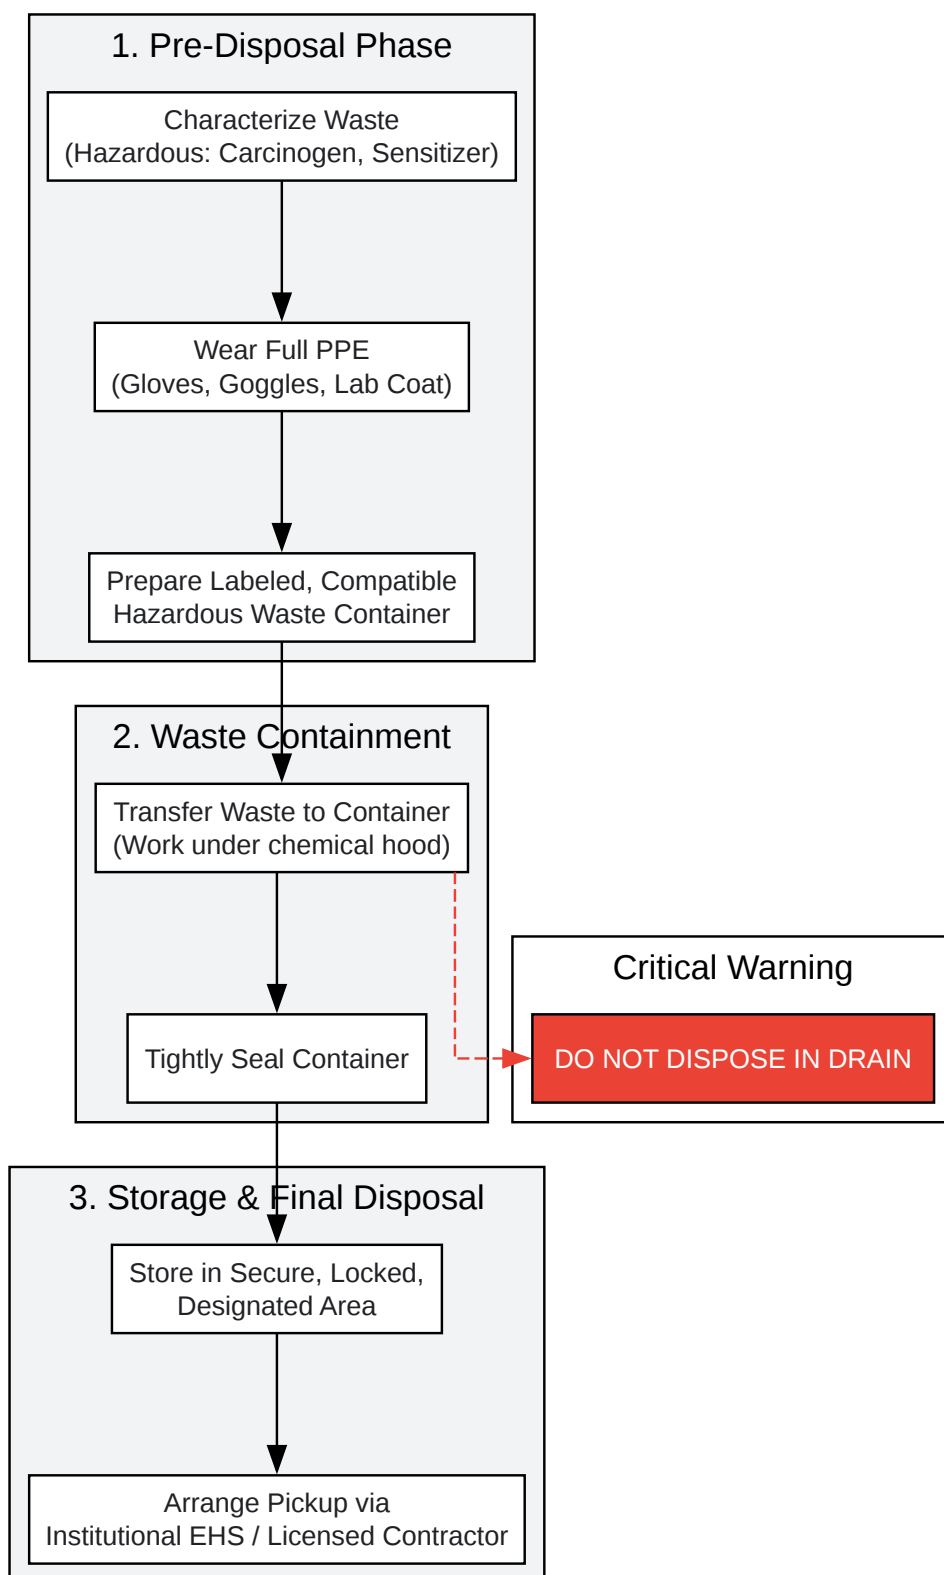 1. Pre-Disposal Phase
Characterize Waste
(Hazardous: Carcinogen, Sensitizer)
Wear Full PPE
(Gloves, Goggles, Lab Coat)
Prepare Labeled, Compatible
Hazardous Waste Container
2. Waste Containment
Transfer Waste to Container
(Work under chemical hood)
Critical Warning
Tightly Seal Container
DO NOT DISPOSE IN DRAIN
3. Storage & Final Disposal
Store in Secure, Locked,
Designated Area
Arrange Pickup via
Institutional EHS / Licensed Contractor